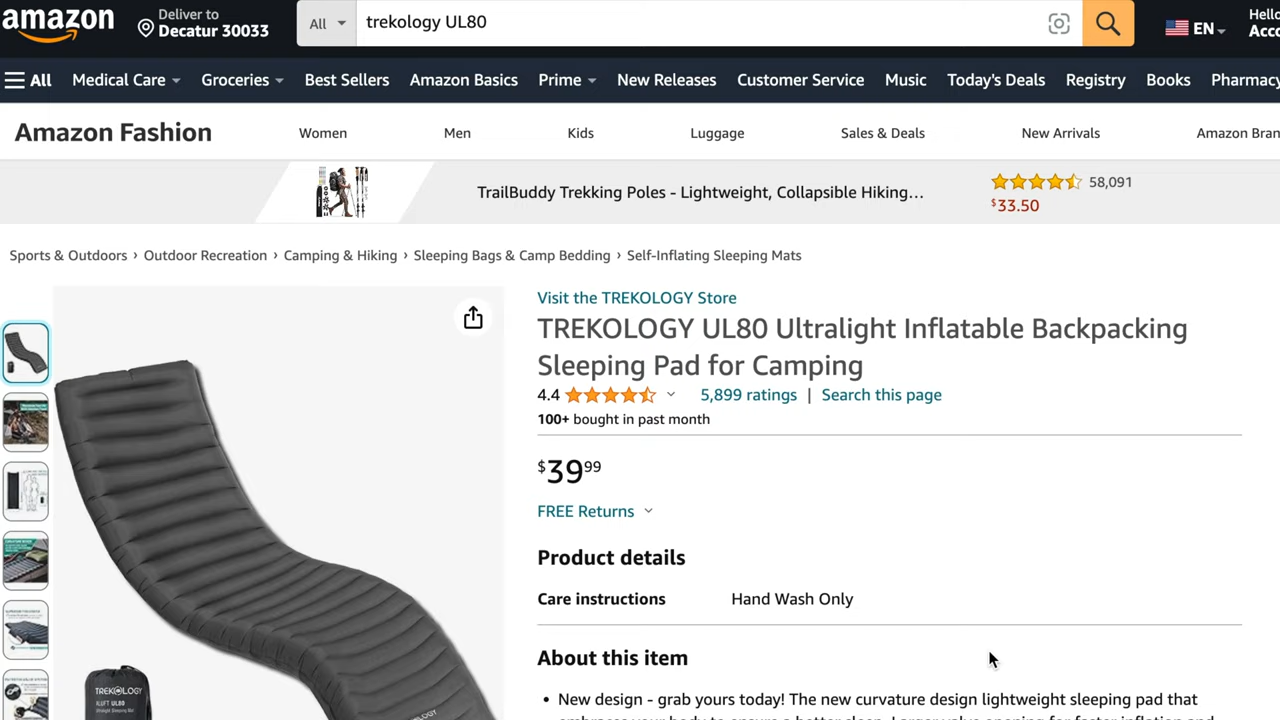 amazon
Deliver to
Decatur 30033
All
trekology UL80
EN
Hello
Acco
All
Medical Care
Groceries
Best Sellers
Amazon Basics
Prime
New Releases
Customer Service
Music
Today's Deals
Registry
Books
Pharmacy
Amazon Fashion
Women
Men
Kids
Luggage
Sales & Deals
New Arrivals
Amazon Bran
TrailBuddy Trekking Poles - Lightweight, Collapsible Hiking…
58,091
$33.50
Sports & Outdoors › Outdoor Recreation › Camping & Hiking › Sleeping Bags & Camp Bedding › Self-Inflating Sleeping Mats
Visit the TREKOLOGY Store
TREKOLOGY UL80 Ultralight Inflatable Backpacking
Sleeping Pad for Camping
4.4
5,899 ratings | Search this page
100+ bought in past month
$39 99
FREE Returns
Product details
Care instructions Hand Wash Only
About this item
• New design - grab yours today! The new curvature design lightweight sleeping pad that
TREKOLOGY
UL80